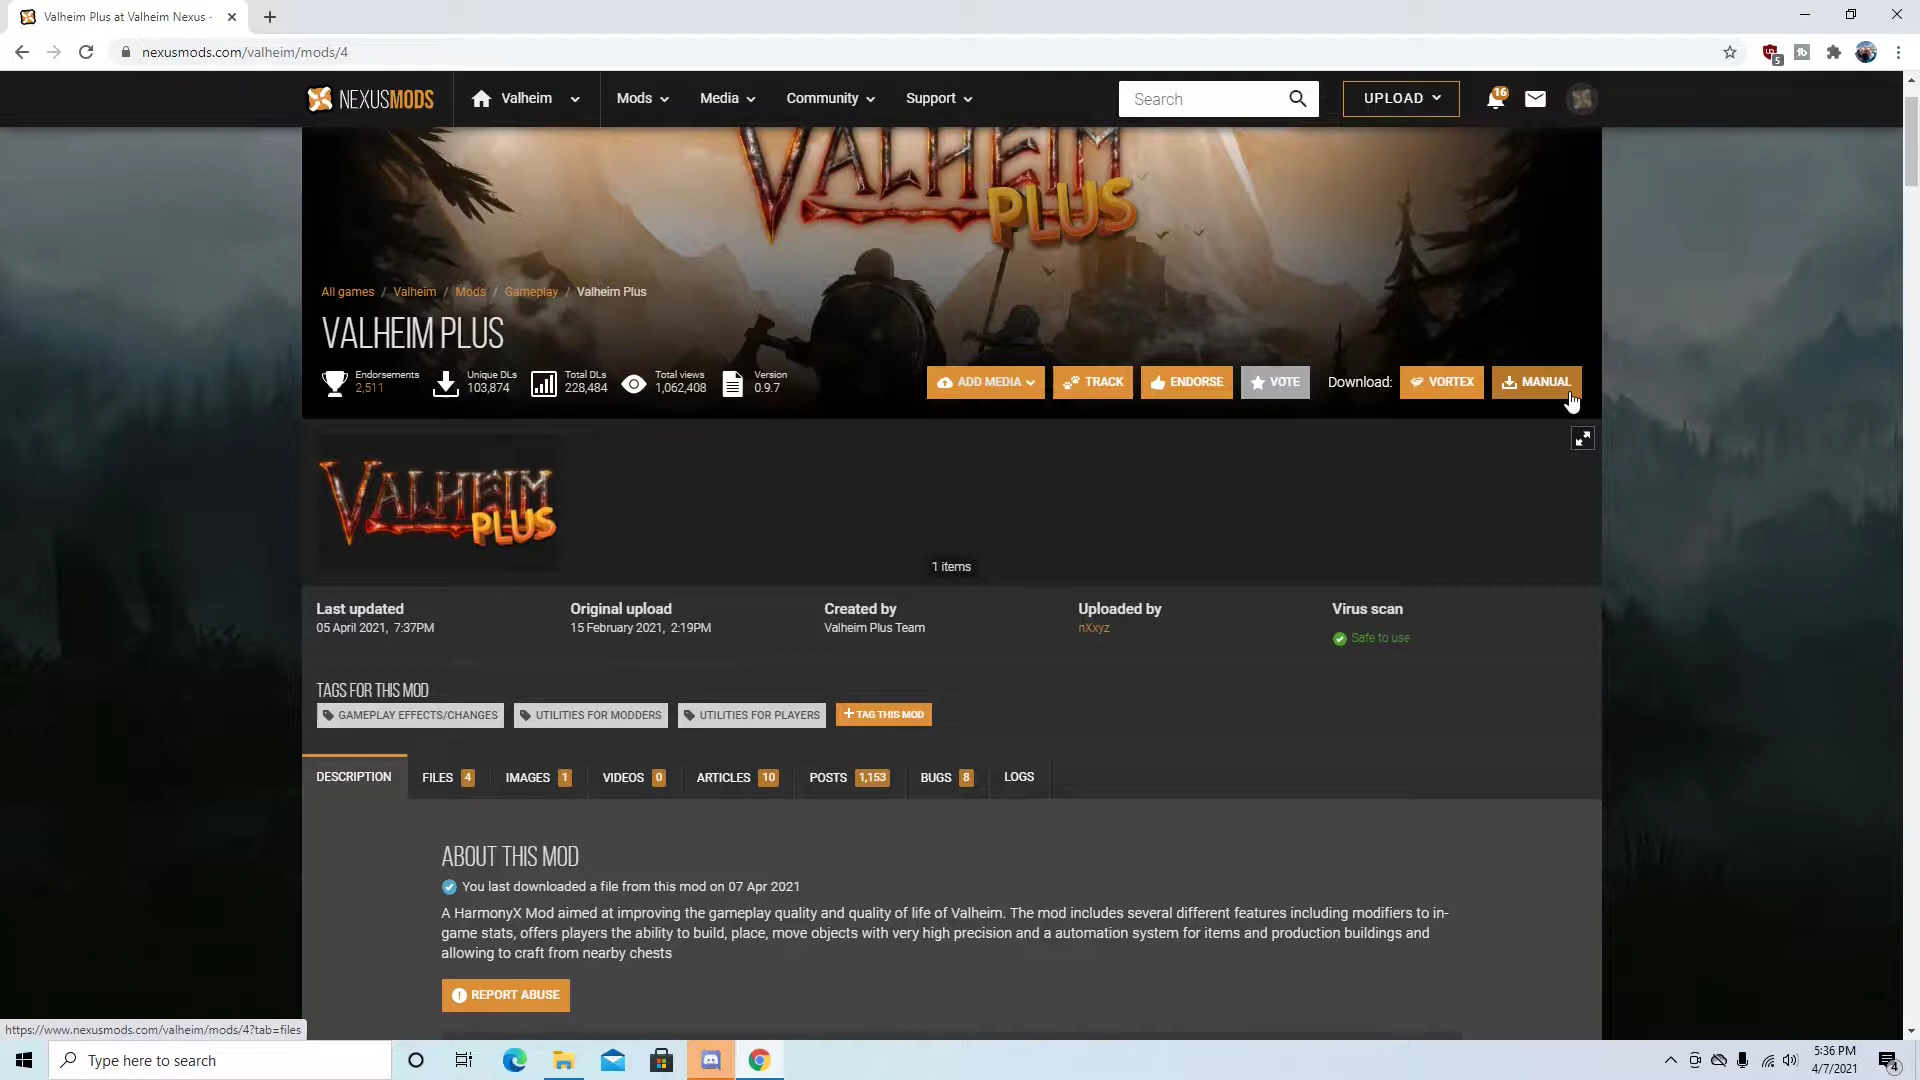 Valheim Plus at Valheim Nexus -
nexusmods.com/valheim/mods/4
5
NEXUSMODS
Valheim
Mods
Media
Community
Support
Search
UPLOAD
16
VALHEIM
PLUS
All games / Valheim / Mods / Gameplay / Valheim Plus
VALHEIM PLUS
Endorsements
2,511
Unique DLs
103,874
Total DLs
228,484
Total views
1,062,408
Version
0.9.7
ADD MEDIA
TRACK
ENDORSE
VOTE
Download:
VORTEX
MANUAL
VALHEIM
PLUS
1 items
Last updated
05 April 2021, 7:37PM
Original upload
15 February 2021, 2:19PM
Created by
Valheim Plus Team
Uploaded by
nXxyz
Virus scan
Safe to use
TAGS FOR THIS MOD
GAMEPLAY EFFECTS/CHANGES
UTILITIES FOR MODDERS
UTILITIES FOR PLAYERS
+ TAG THIS MOD
DESCRIPTION
FILES 4
IMAGES 1
VIDEOS 0
ARTICLES 10
POSTS 1,153
BUGS 8
LOGS
ABOUT THIS MOD
You last downloaded a file from this mod on 07 Apr 2021
A HarmonyX Mod aimed at improving the gameplay quality and quality of life of Valheim. The mod includes several different features including modifiers to in-
game stats, offers players the ability to build, place, move objects with very high precision and a automation system for items and production buildings and
allowing to craft from nearby chests
REPORT ABUSE
https://www.nexusmods.com/valheim/mods/4?tab=files
Type here to search
5:36 PM
4/7/2021
4